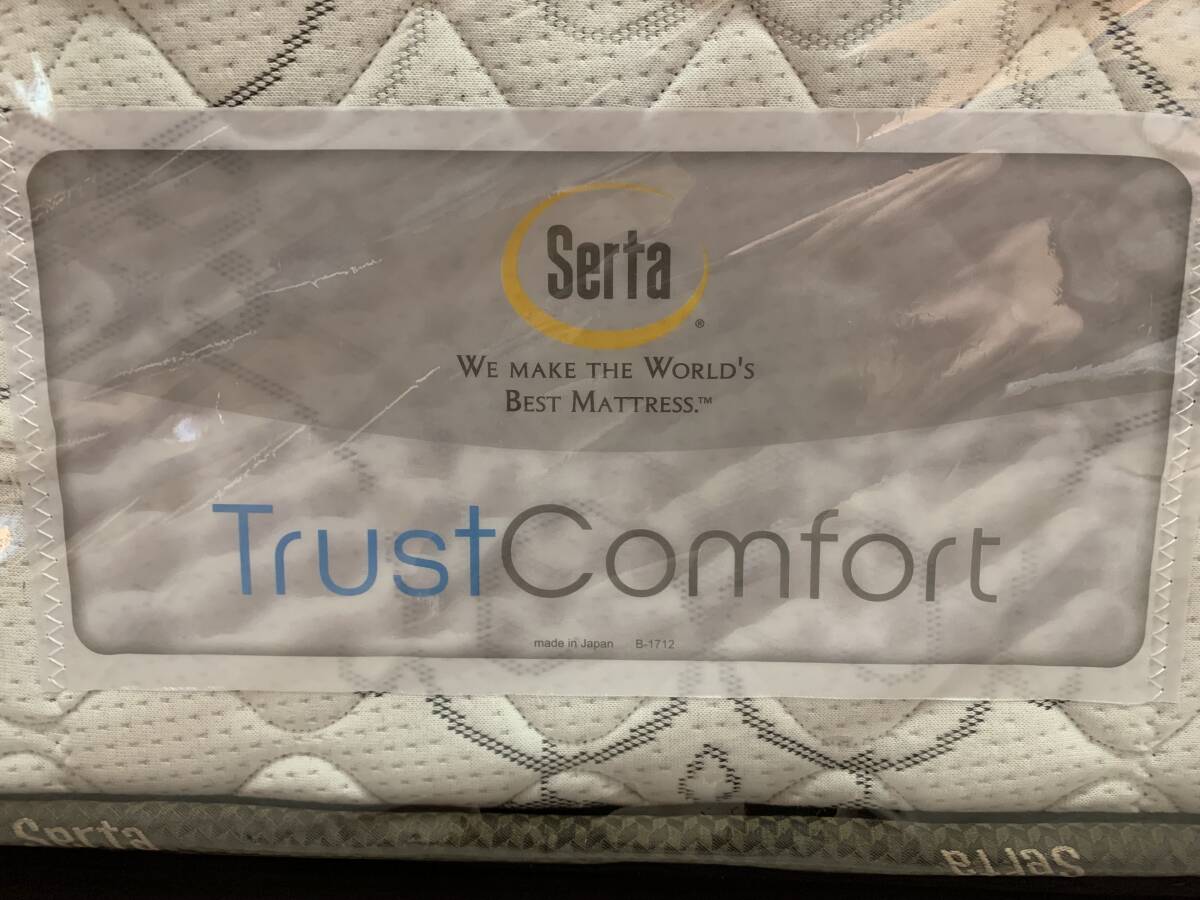 Serta
®
WE MAKE THE WORLD'S
BEST MATTRESS.™
TrustComfort
made in Japan B-1712
Serta
Serta